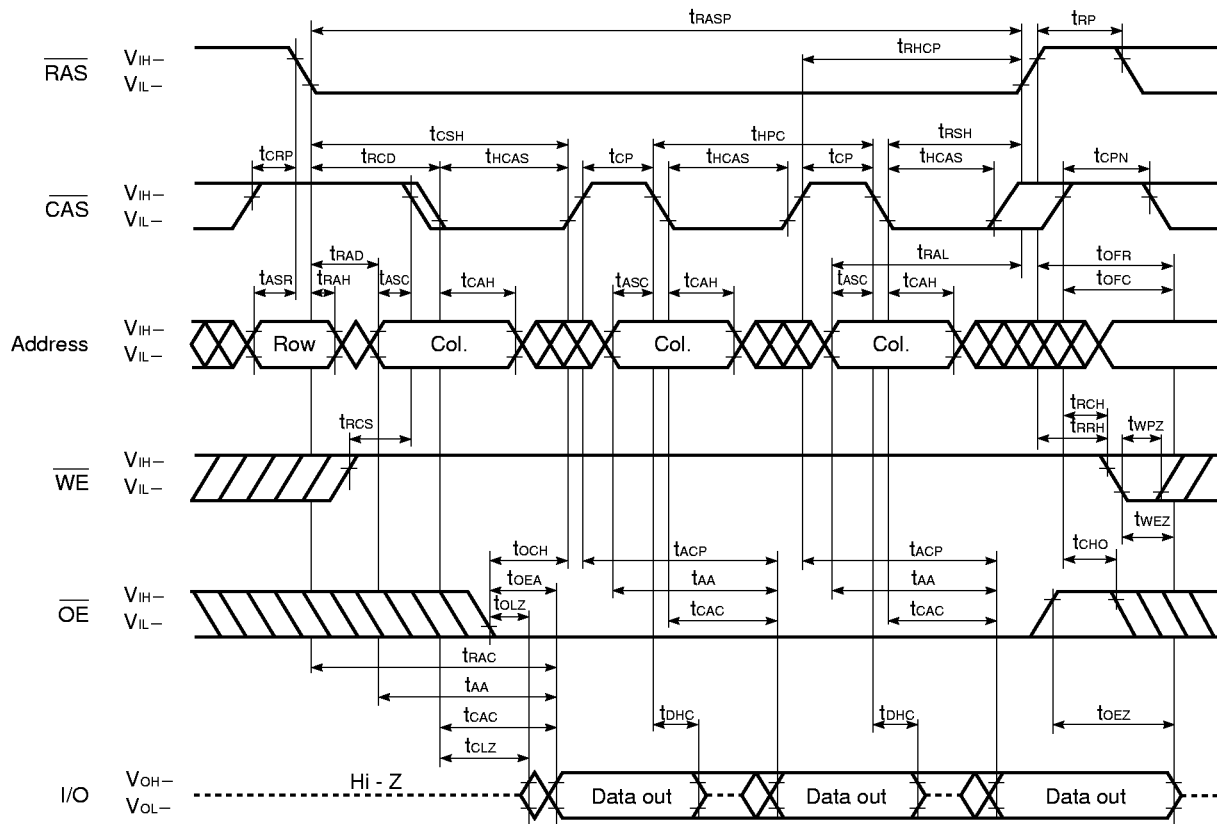 tRASP
tRP
tRHCP
RAS
VIH–
VIL–
tCSH
tHPC
tRSH
tCRP
tRCD
tHCAS
tCP
tHCAS
tCP
tHCAS
tCPN
CAS
VIH–
VIL–
tRAD
tRAL
tOFR
tASR
tRAH
tASC
tCAH
tASC
tCAH
tASC
tCAH
tOFC
Address
VIH–
VIL–
Row
Col.
Col.
Col.
tRCH
tRCS
tRRH
tWPZ
WE
VIH–
VIL–
tWEZ
tOCH
tACP
tACP
tCHO
tOEA
tAA
tAA
OE
VIH–
VIL–
tOLZ
tCAC
tCAC
tRAC
tAA
tCAC
tDHC
tDHC
tOEZ
tCLZ
I/O
VOH–
VOL–
Hi - Z
Data out
Data out
Data out